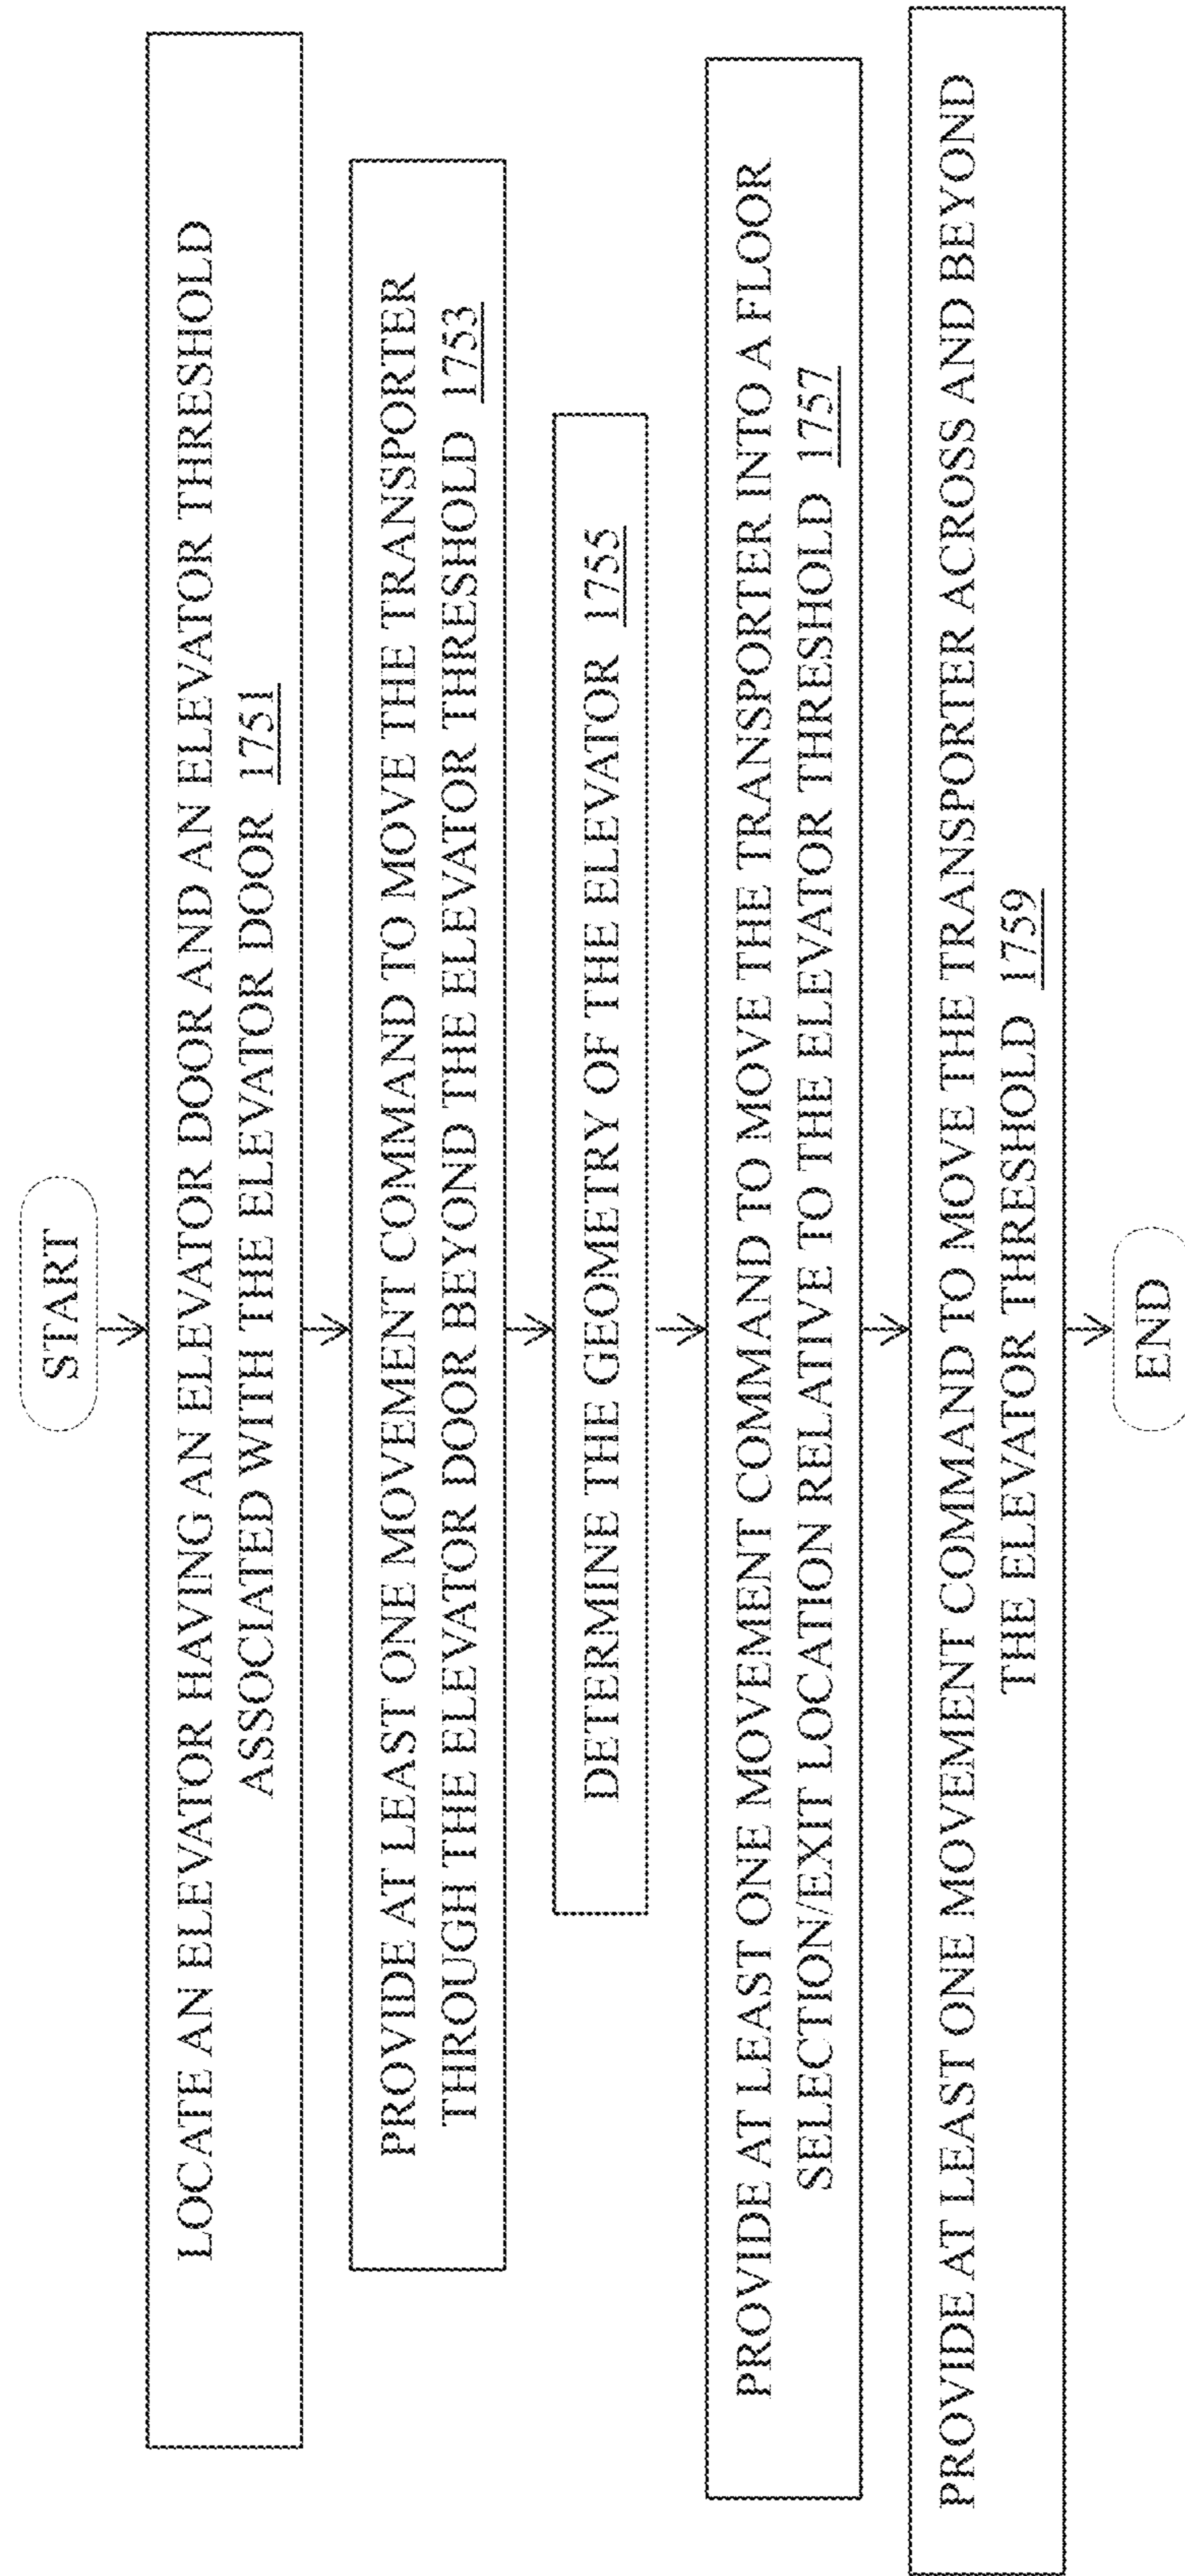 START
LOCATE AN ELEVATOR HAVING AN ELEVATOR DOOR AND AN ELEVATOR THRESHOLD
ASSOCIATED WITH THE ELEVATOR DOOR 1751
PROVIDE AT LEAST ONE MOVEMENT COMMAND TO MOVE THE TRANSPORTER
THROUGH THE ELEVATOR DOOR BEYOND THE ELEVATOR THRESHOLD 1753
DETERMINE THE GEOMETRY OF THE ELEVATOR 1755
PROVIDE AT LEAST ONE MOVEMENT COMMAND TO MOVE THE TRANSPORTER INTO A FLOOR
SELECTION/EXIT LOCATION RELATIVE TO THE ELEVATOR THRESHOLD 1757
PROVIDE AT LEAST ONE MOVEMENT COMMAND TO MOVE THE TRANSPORTER ACROSS AND BEYOND
THE ELEVATOR THRESHOLD 1759
END